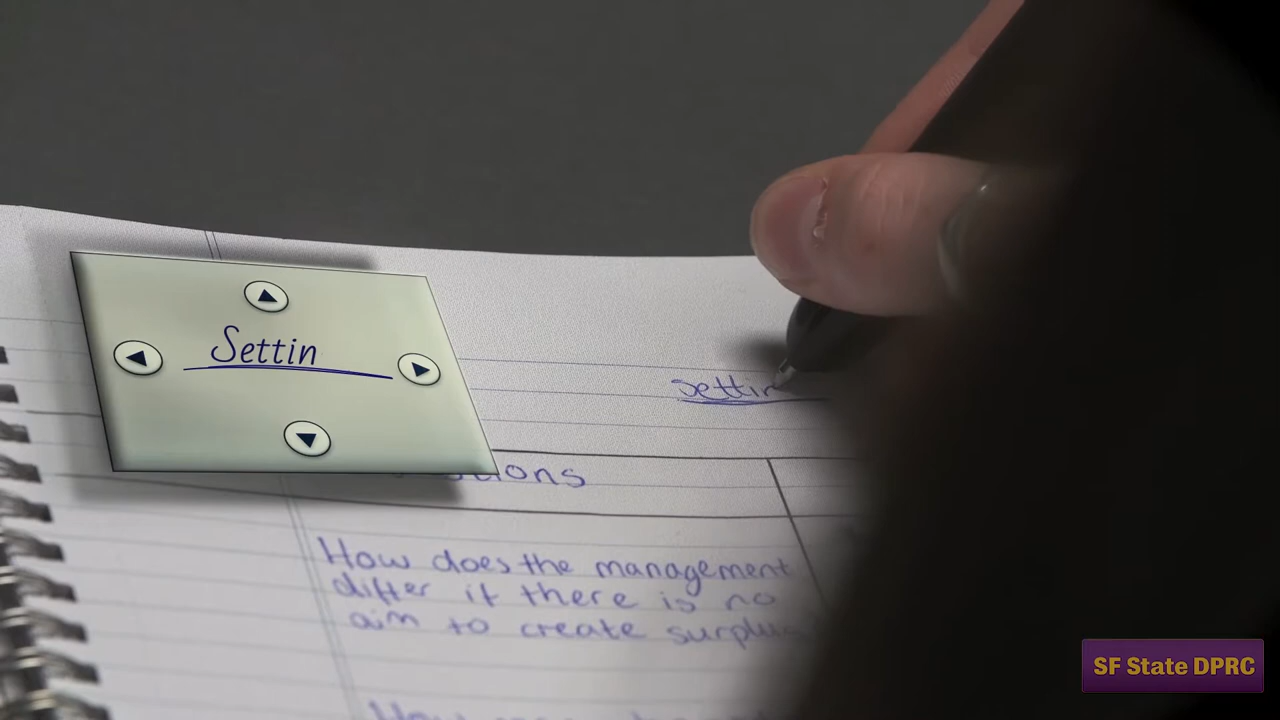 Settin
settin
How does the management
differ if there is no
aim to create surplus
SF State DPRC